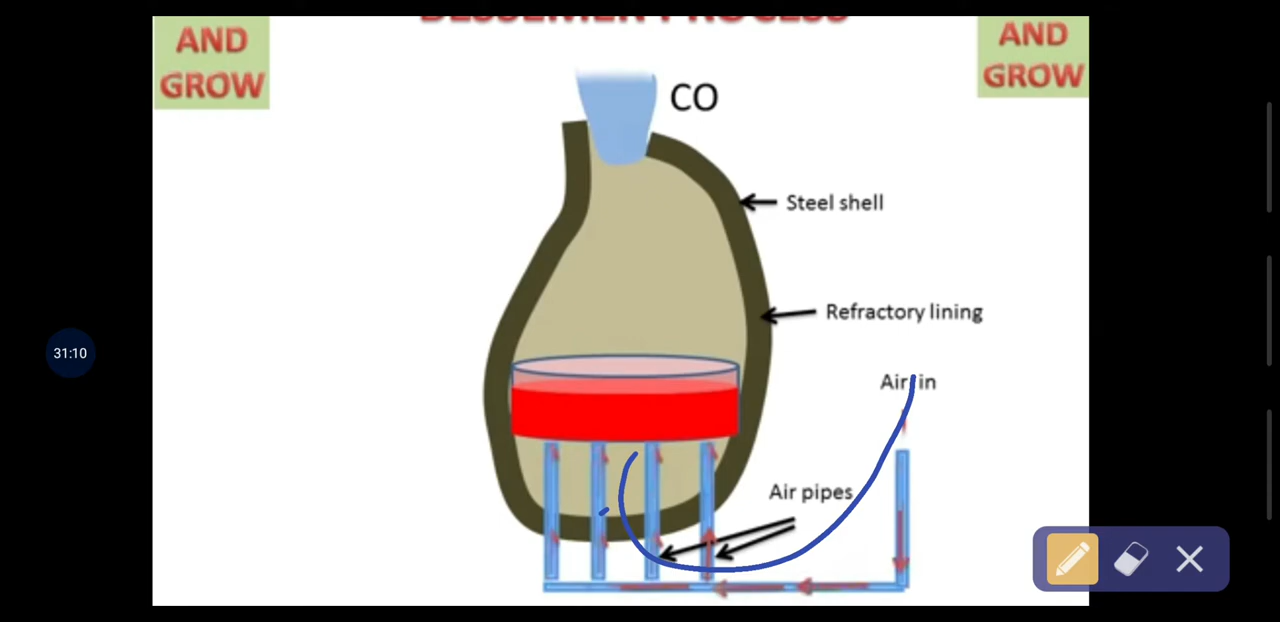 AND
GROW
AND
GROW
CO
Steel shell
Refractory lining
Air in
Air pipes
31:10